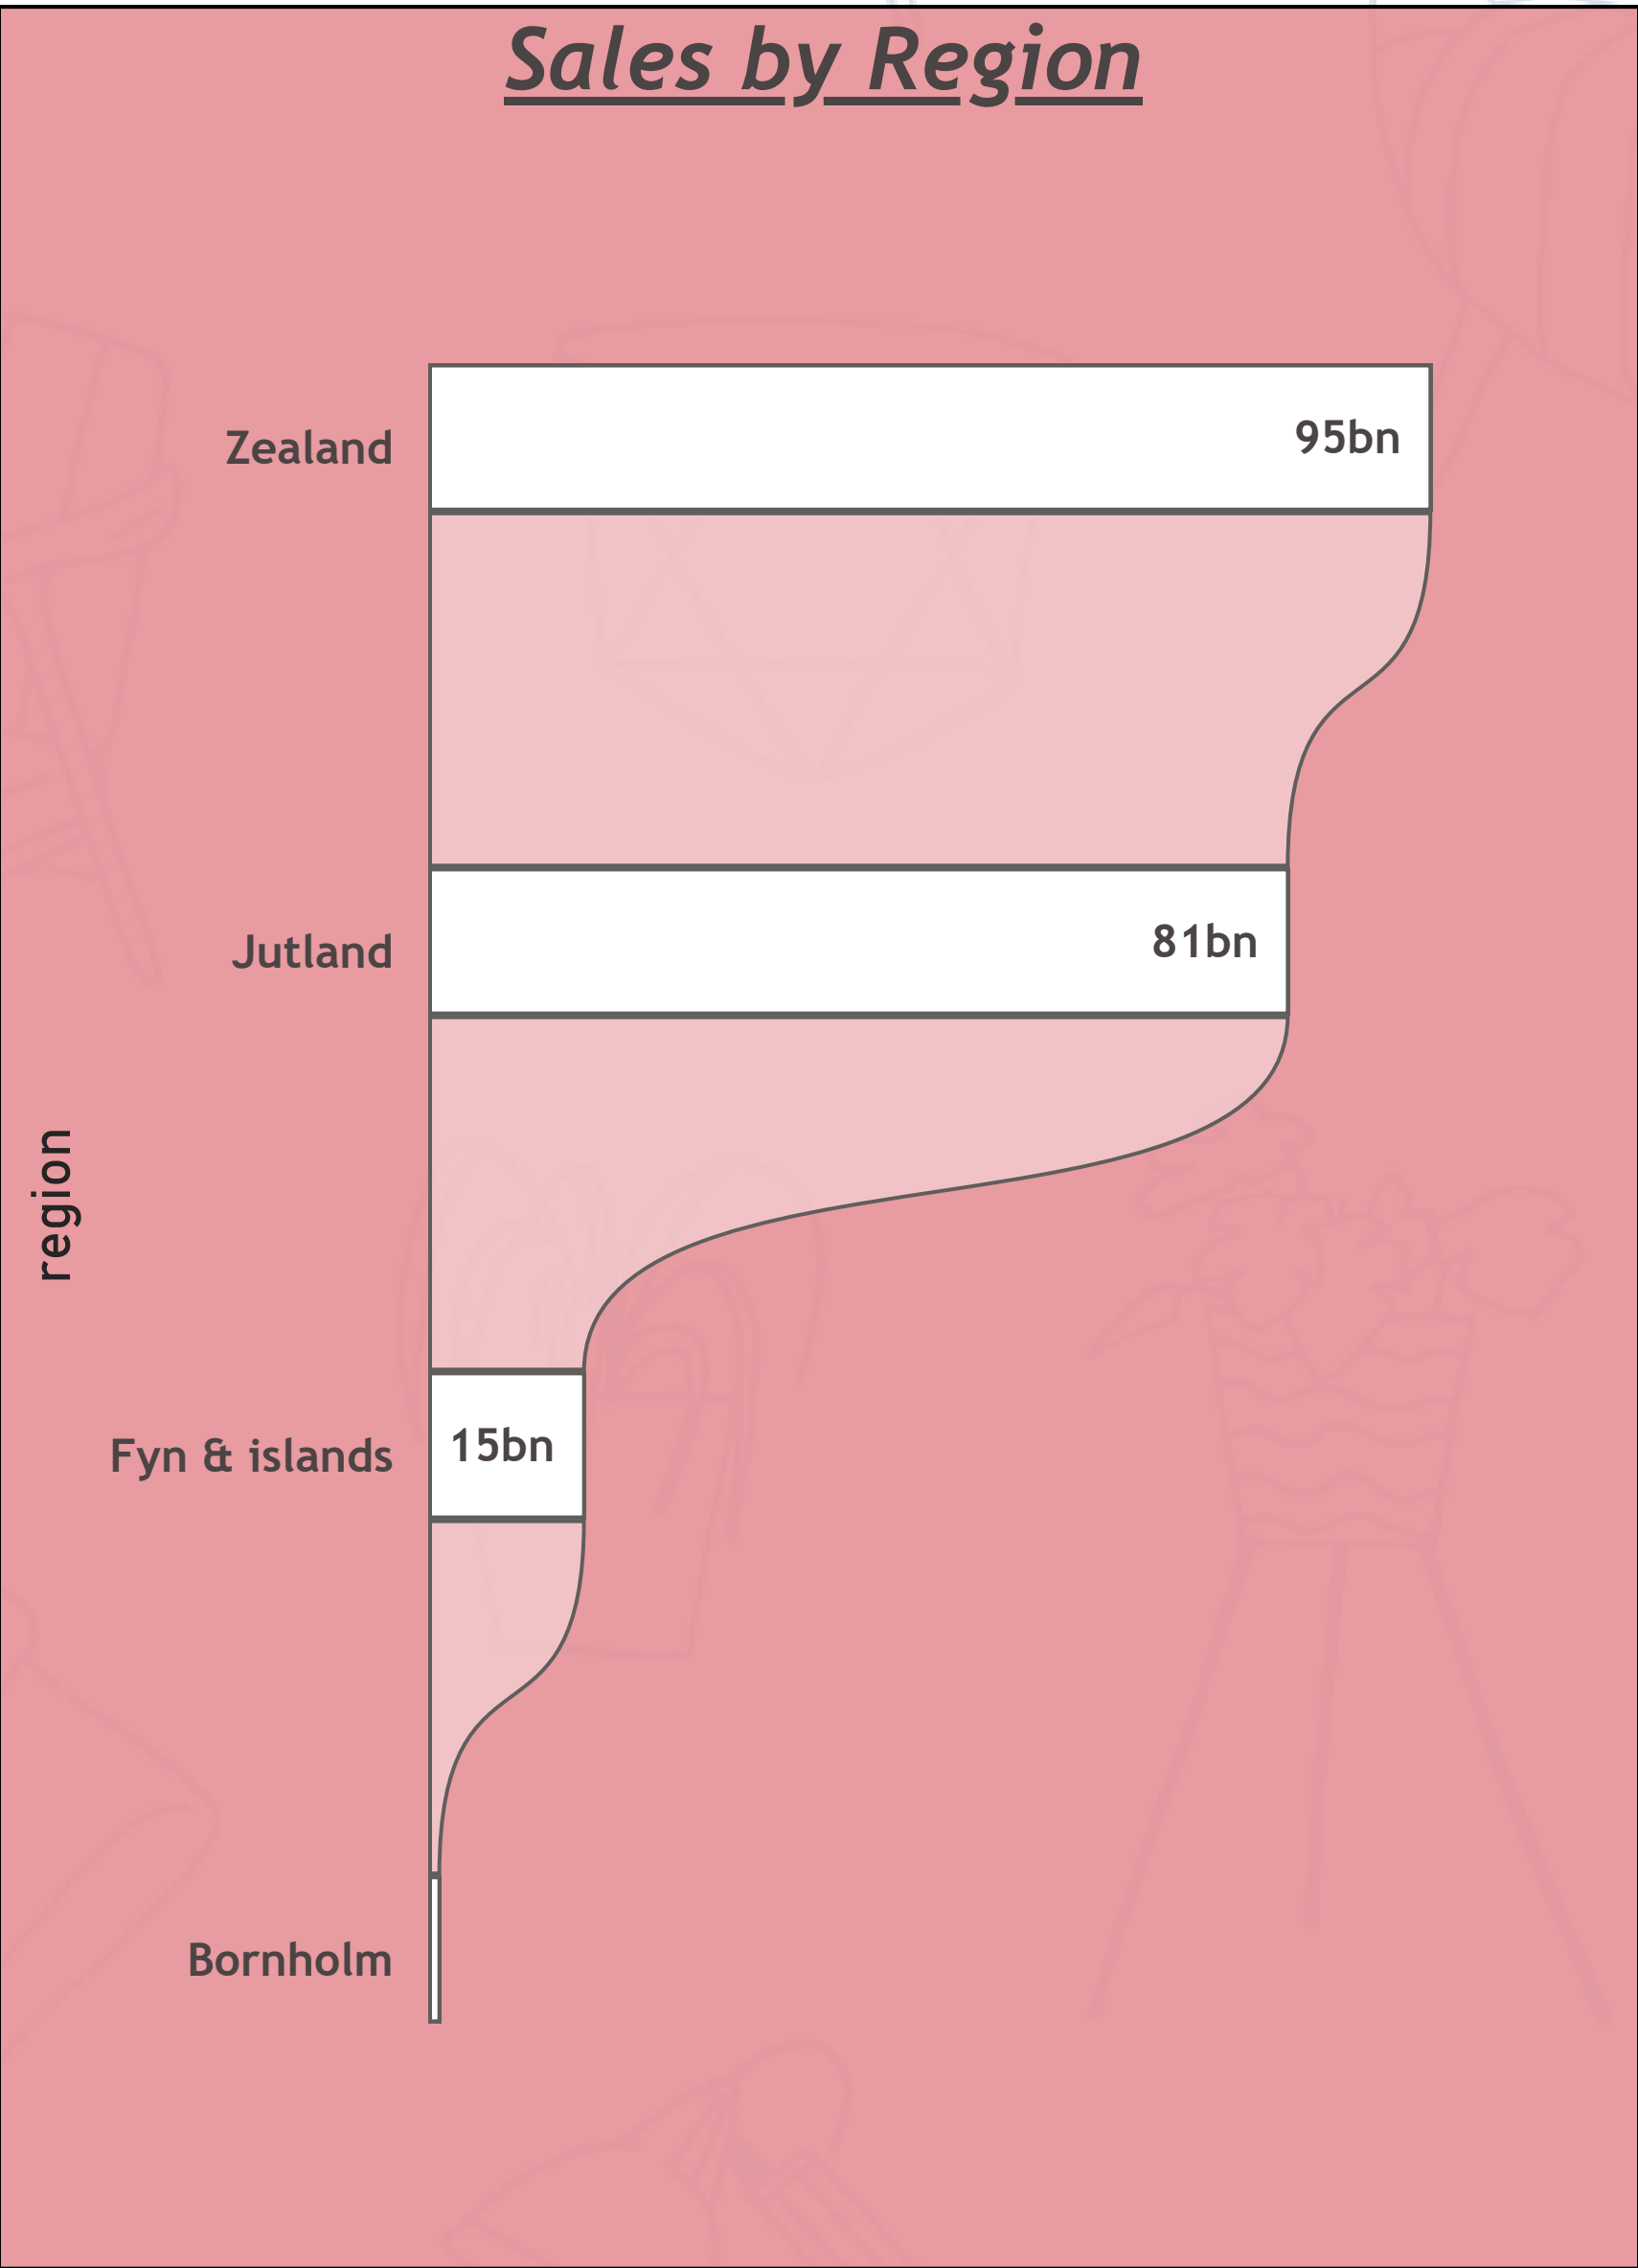 Sales by Region
Zealand
95bn
Jutland
81bn
region
Fyn & islands
15bn
Bornholm